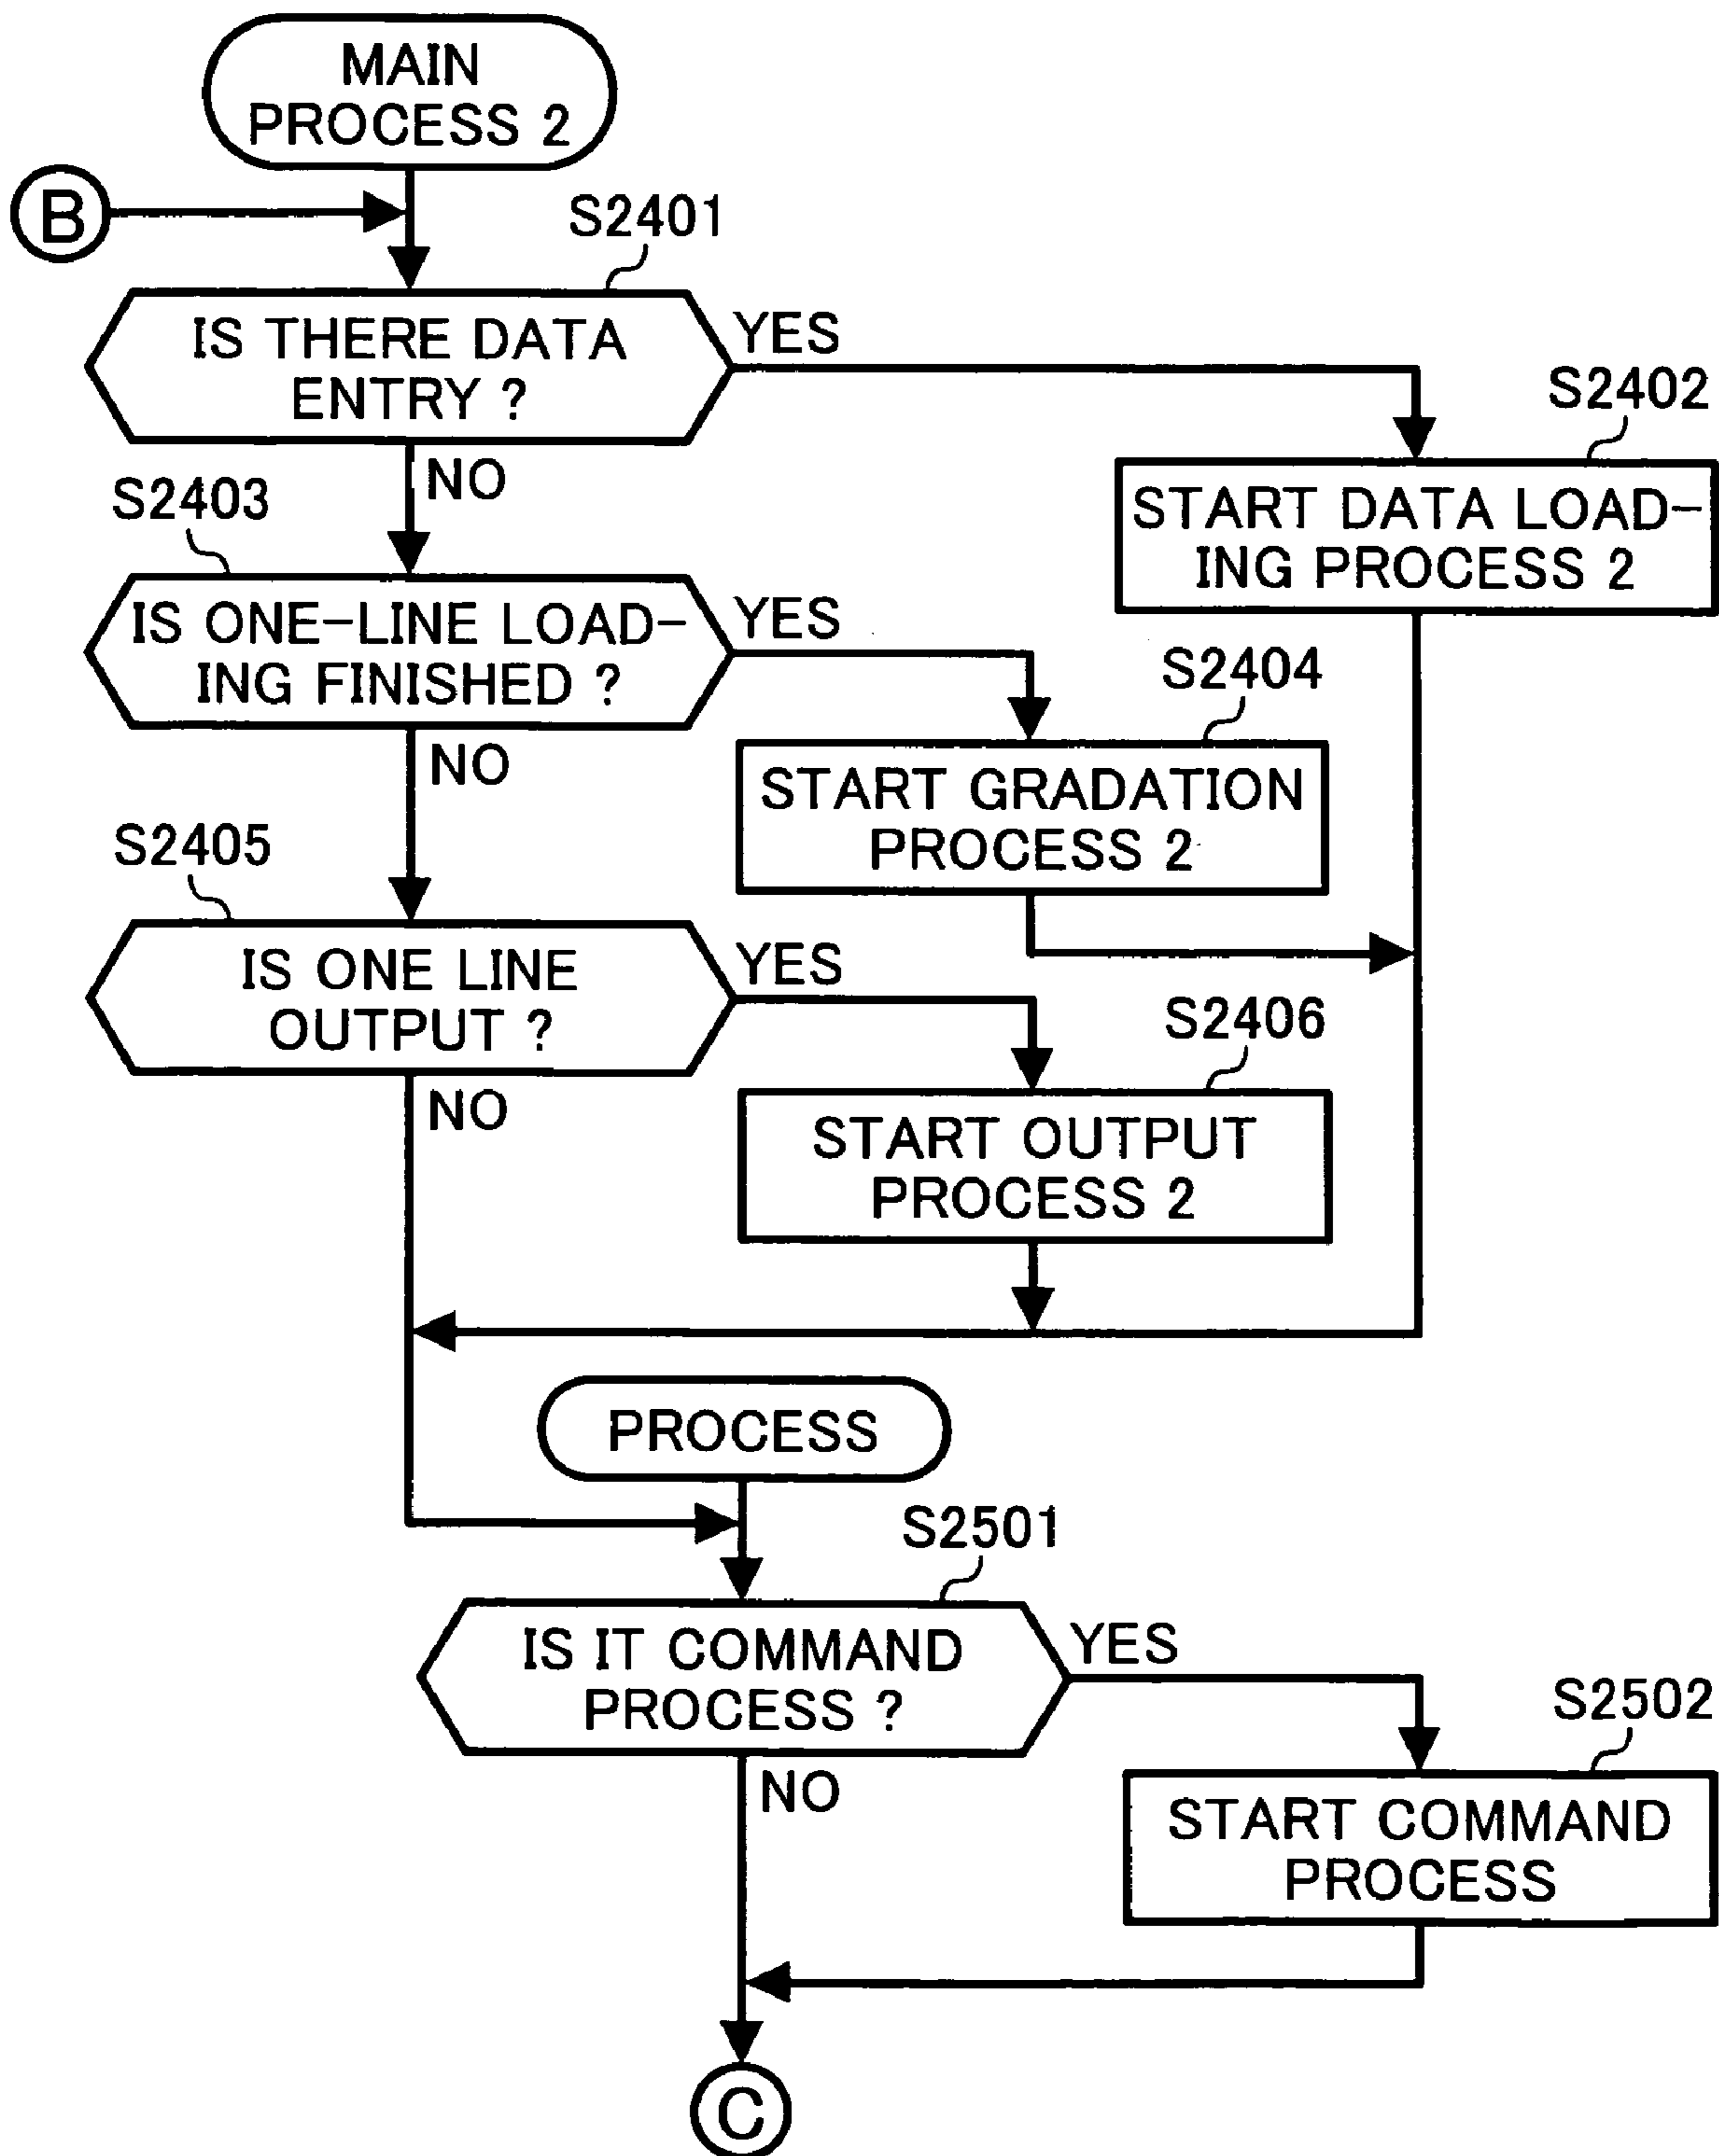 MAIN
PROCESS 2
B
S2401
IS THERE DATA
ENTRY ?
YES
NO
S2402
START DATA LOAD-
ING PROCESS 2
S2403
IS ONE-LINE LOAD-
ING FINISHED ?
YES
NO
S2404
START GRADATION
PROCESS 2
S2405
IS ONE LINE
OUTPUT ?
YES
NO
S2406
START OUTPUT
PROCESS 2
PROCESS
S2501
IS IT COMMAND
PROCESS ?
YES
NO
S2502
START COMMAND
PROCESS
C